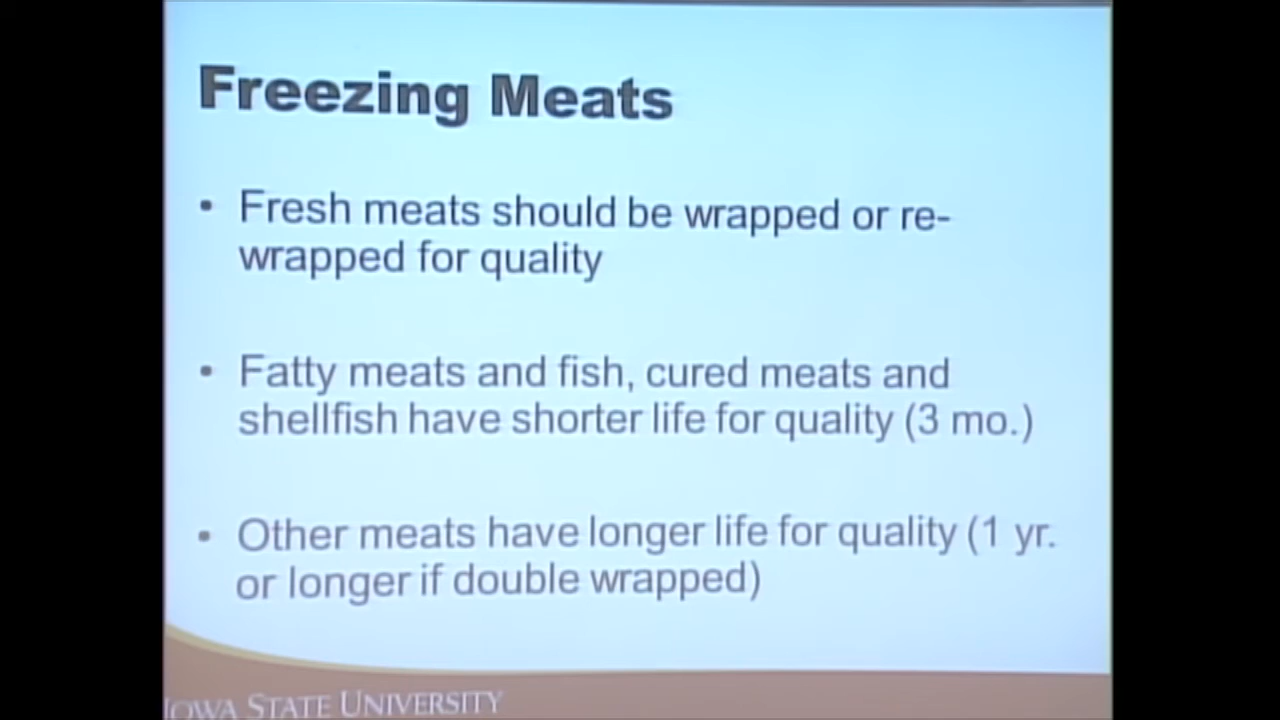 Freezing Meats
• Fresh meats should be wrapped or re-
wrapped for quality
• Fatty meats and fish, cured meats and
shellfish have shorter life for quality (3 mo.)
• Other meats have longer life for quality (1 yr.
or longer if double wrapped)
IOWA STATE UNIVERSITY